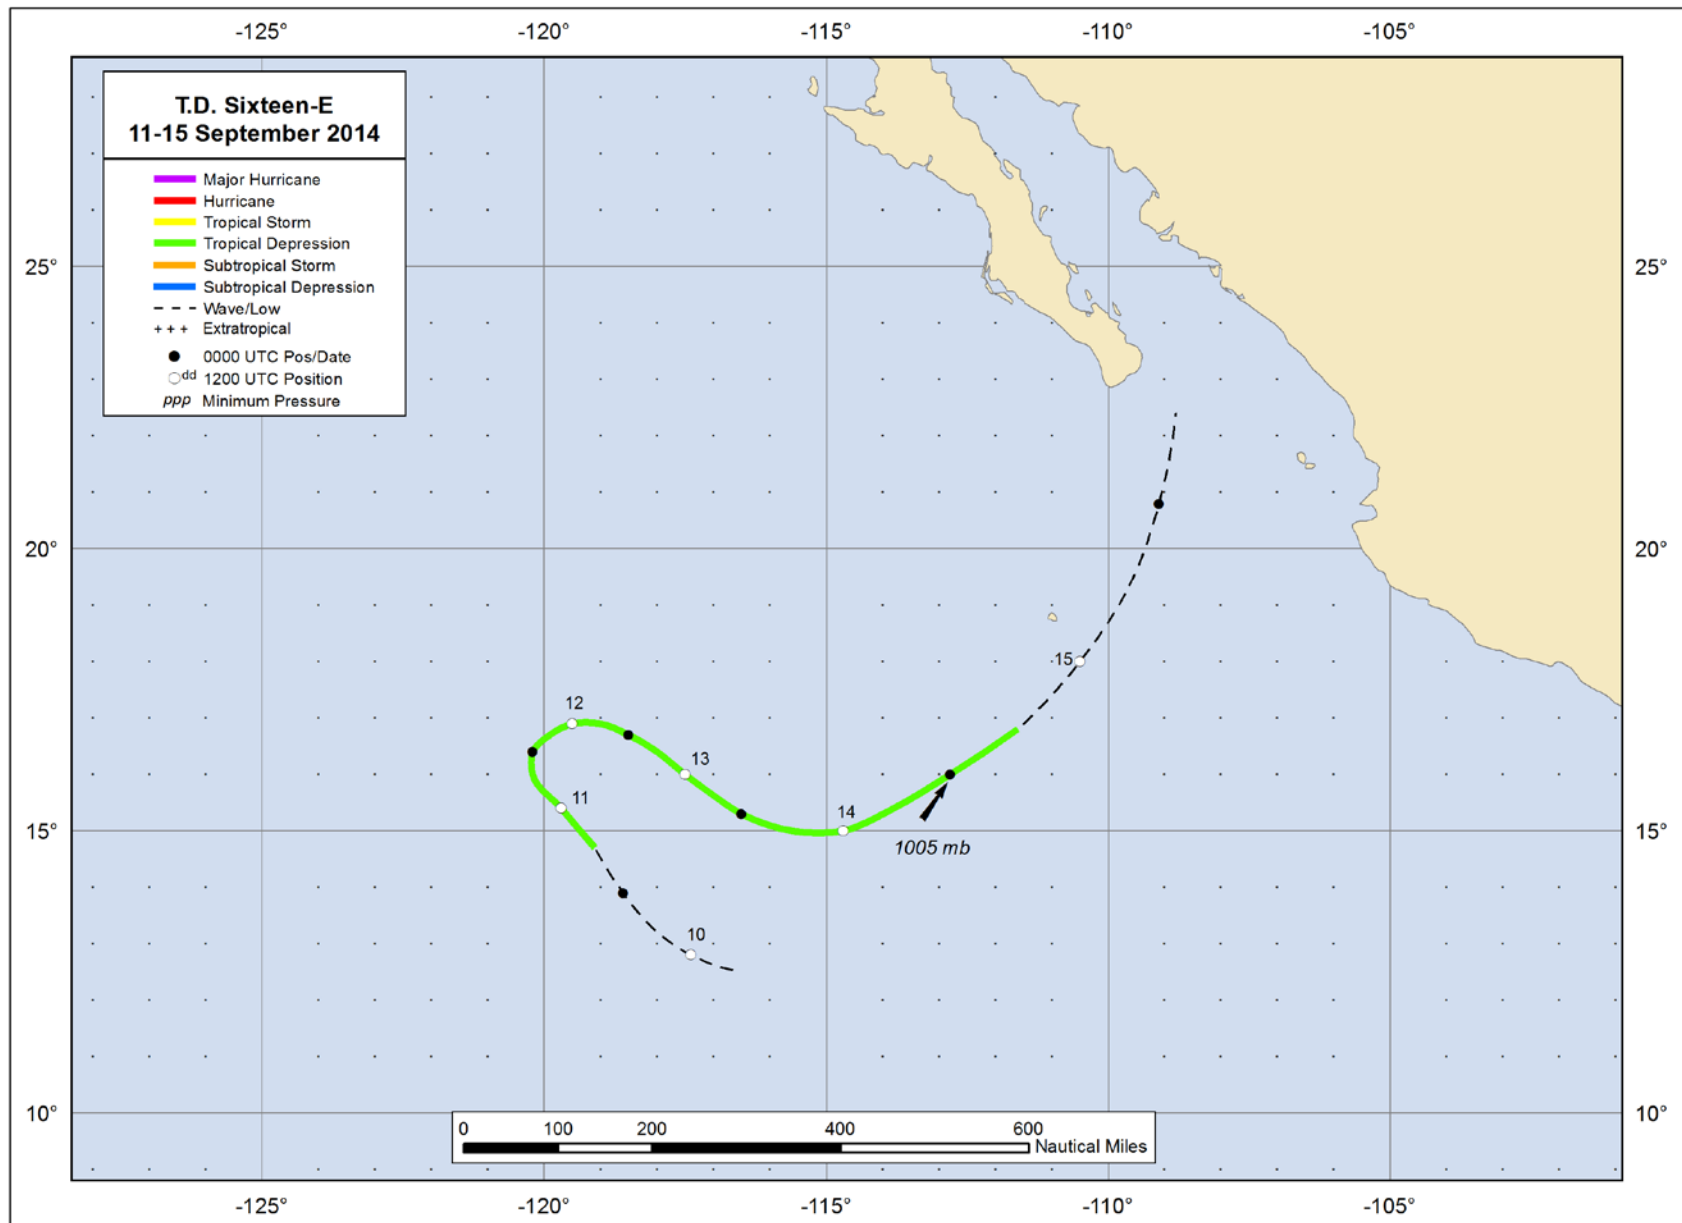 -125° -120° -115° -110° -105°
T.D. Sixteen-E
11-15 September 2014
Major Hurricane
Hurricane
Tropical Storm
Tropical Depression
Subtropical Storm
Subtropical Depression
Wave/Low
+++ Extratropical
0000 UTC Pos/Date
dd 1200 UTC Position
ppp Minimum Pressure
25° 25°
20° 20°
15
12
13
11
14
15° 15°
1005 mb
10
10° 10°
0 100 200 400 600
Nautical Miles
-125° -120° -115° -110° -105°